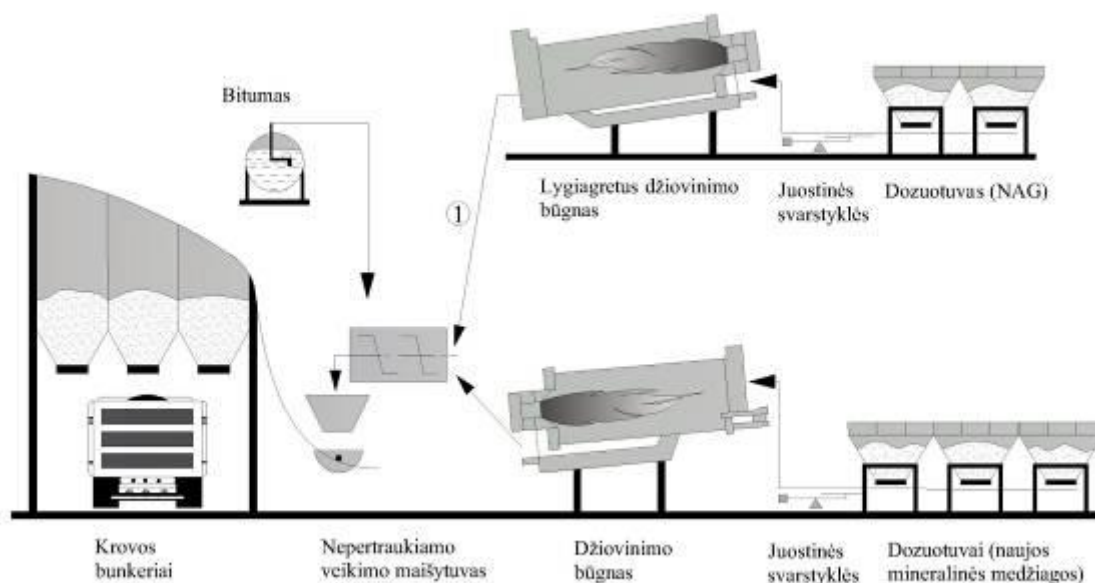 Bitumas
Lygiagretus džiovinimo
būgnas
Juostinės
svarstyklės
Dozuotuvas (NAG)
1
Krovos
bunkeriai
Nepertraukiamo
veikimo maišytuvas
Džiovinimo
būgnas
Juostinės
svarstyklės
Dozuotuvai (naujos
mineralinės medžiagos)